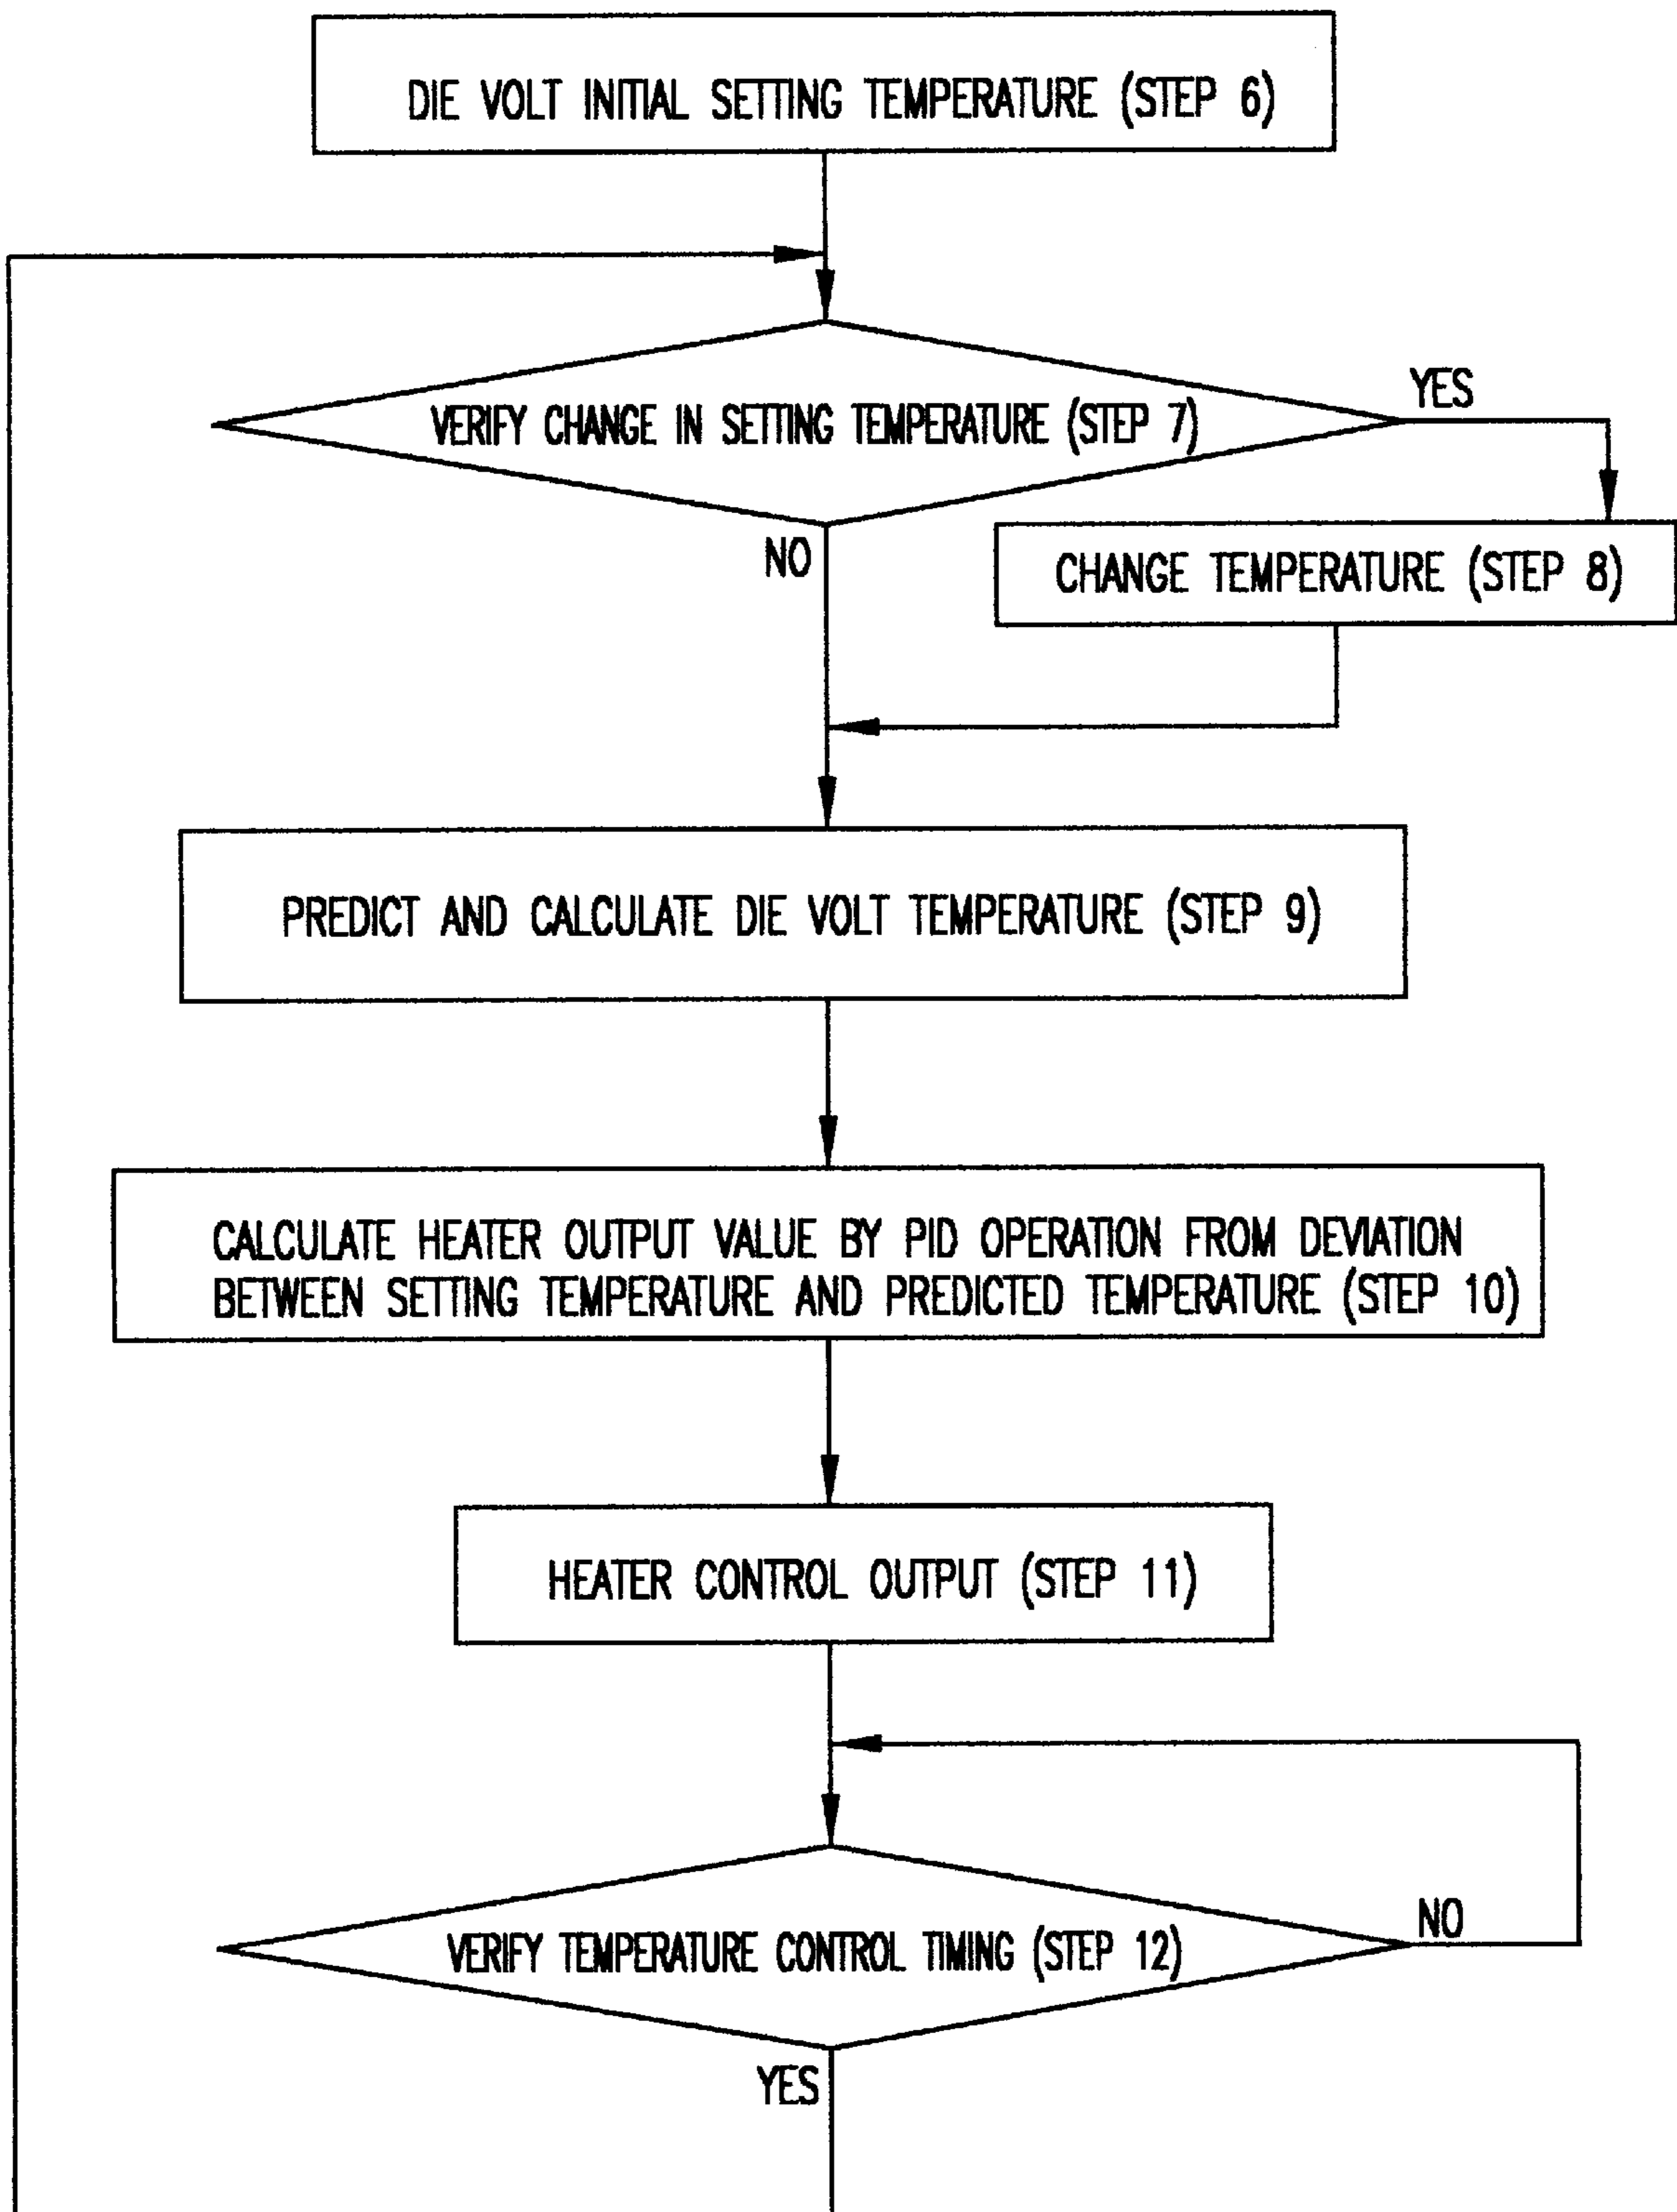 DIE VOLT INITIAL SETTING TEMPERATURE (STEP 6)
VERIFY CHANGE IN SETTING TEMPERATURE (STEP 7)
YES
NO
CHANGE TEMPERATURE (STEP 8)
PREDICT AND CALCULATE DIE VOLT TEMPERATURE (STEP 9)
CALCULATE HEATER OUTPUT VALUE BY PID OPERATION FROM DEVIATION
BETWEEN SETTING TEMPERATURE AND PREDICTED TEMPERATURE (STEP 10)
HEATER CONTROL OUTPUT (STEP 11)
VERIFY TEMPERATURE CONTROL TIMING (STEP 12)
NO
YES